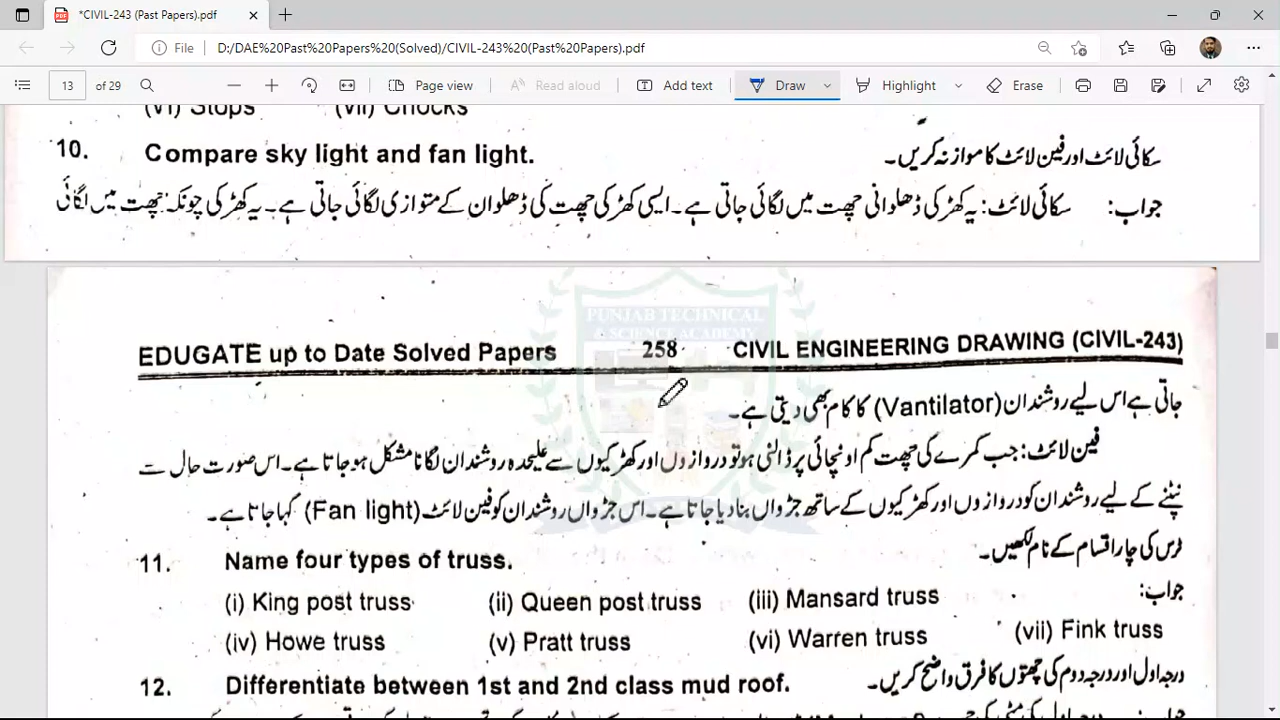 *CIVIL-243 (Past Papers).pdf
File
D:/DAE%20Past%20Papers%20(Solved)/CIVIL-243%20(Past%20Papers).pdf
13 of 29
Page view
Read aloud
Add text
Draw
Highlight
Erase
(vi) Stops (vii) Chocks
10. Compare sky light and fan light.
سکائی لائٹ اور فین لائٹ کا موازنہ کریں۔
جواب: سکائی لائٹ: یہ کھڑکی ڈھلوانی چھت میں لگائی جاتی ہے۔ ایسی کھڑکی چھت کی ڈھلوان کے متوازی لگائی جاتی ہے۔ یہ کھڑکی چونکہ چھت میں لگائی
PUNJAB TECHNICAL
& SCIENCE ACADEMY
EDUGATE up to Date Solved Papers 258 CIVIL ENGINEERING DRAWING (CIVIL-243)
جاتی ہے اس لیے روشندان (Vantilator) کا کام بھی دیتی ہے۔
فین لائٹ: جب کمرے کی چھت کم اونچائی پر ڈالنی ہو تو دروازوں اور کھڑکیوں سے علیحدہ روشندان لگانا مشکل ہو جاتا ہے۔ اس صورت حال سے
نپٹنے کے لیے روشندان کو دروازوں اور کھڑکیوں کے ساتھ جڑواں بنا دیا جاتا ہے۔ اس جڑواں روشندان کو فین لائٹ (Fan light) کہا جاتا ہے۔
11. Name four types of truss.
ٹرس کی چار اقسام کے نام لکھیں۔
جواب:
(i) King post truss (ii) Queen post truss (iii) Mansard truss
(iv) Howe truss (v) Pratt truss (vi) Warren truss (vii) Fink truss
12. Differentiate between 1st and 2nd class mud roof.
درجہ اول اور درجہ دوم کی چھتوں کا فرق واضح کریں۔